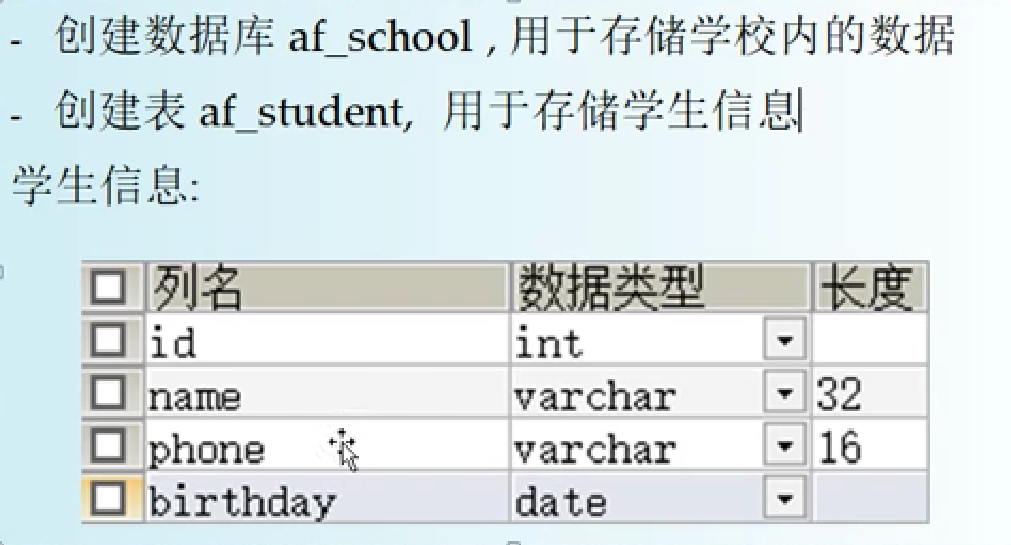 - 创建数据库 af_school , 用于存储学校内的数据
- 创建表 af_student, 用于存储学生信息
学生信息:
列名 数据类型 长度
id int
name varchar 32
phone varchar 16
birthday date